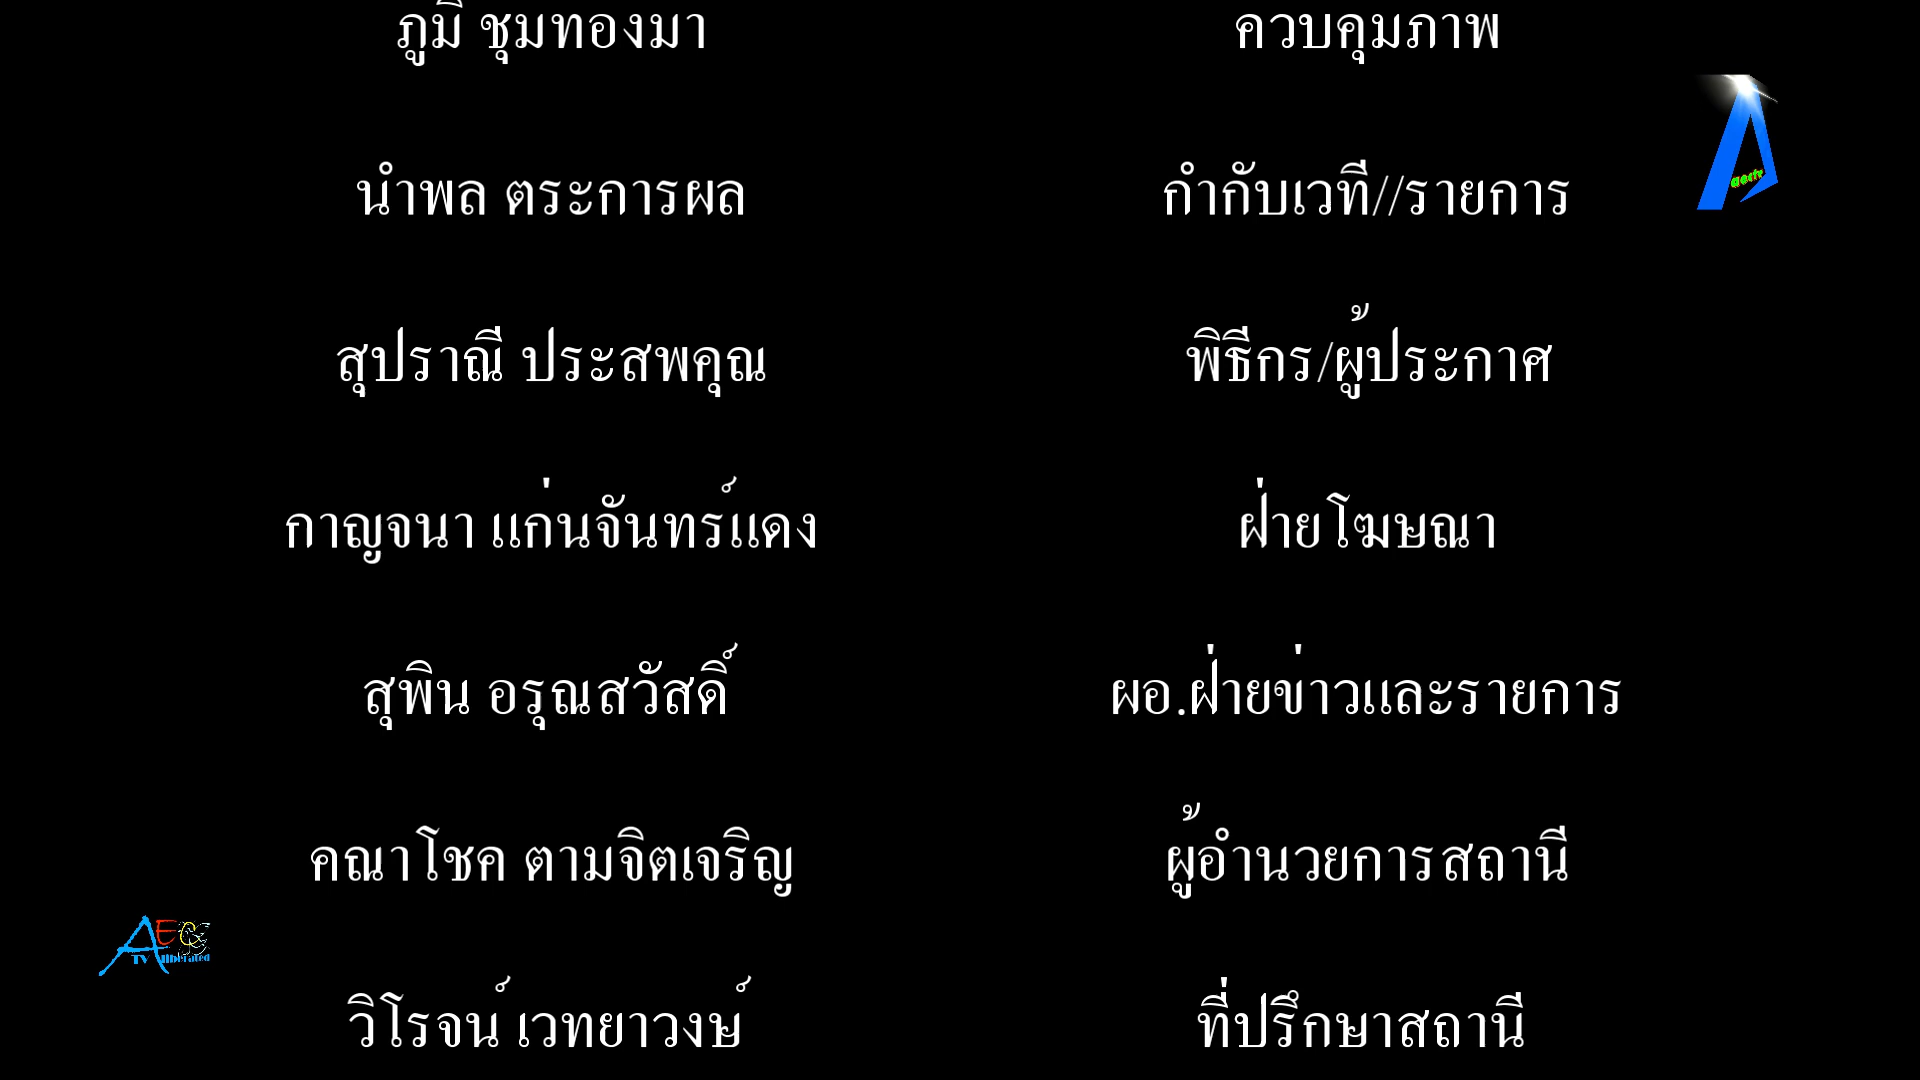 ภูมิ ชุมทองมา ควบคุมภาพ
นำพล ตระการผล กำกับเวที//รายการ
aectv
สุปราณี ประสพคุณ พิธีกร/ผู้ประกาศ
กาญจนา แก่นจันทร์แดง ฝ่ายโฆษณา
สุพิน อรุณสวัสดิ์ ผอ.ฝ่ายข่าวและรายการ
คณาโชค ตามจิตเจริญ ผู้อำนวยการสถานี
AEC
TV liberated
วิโรจน์ เวทยาวงษ์ ที่ปรึกษาสถานี